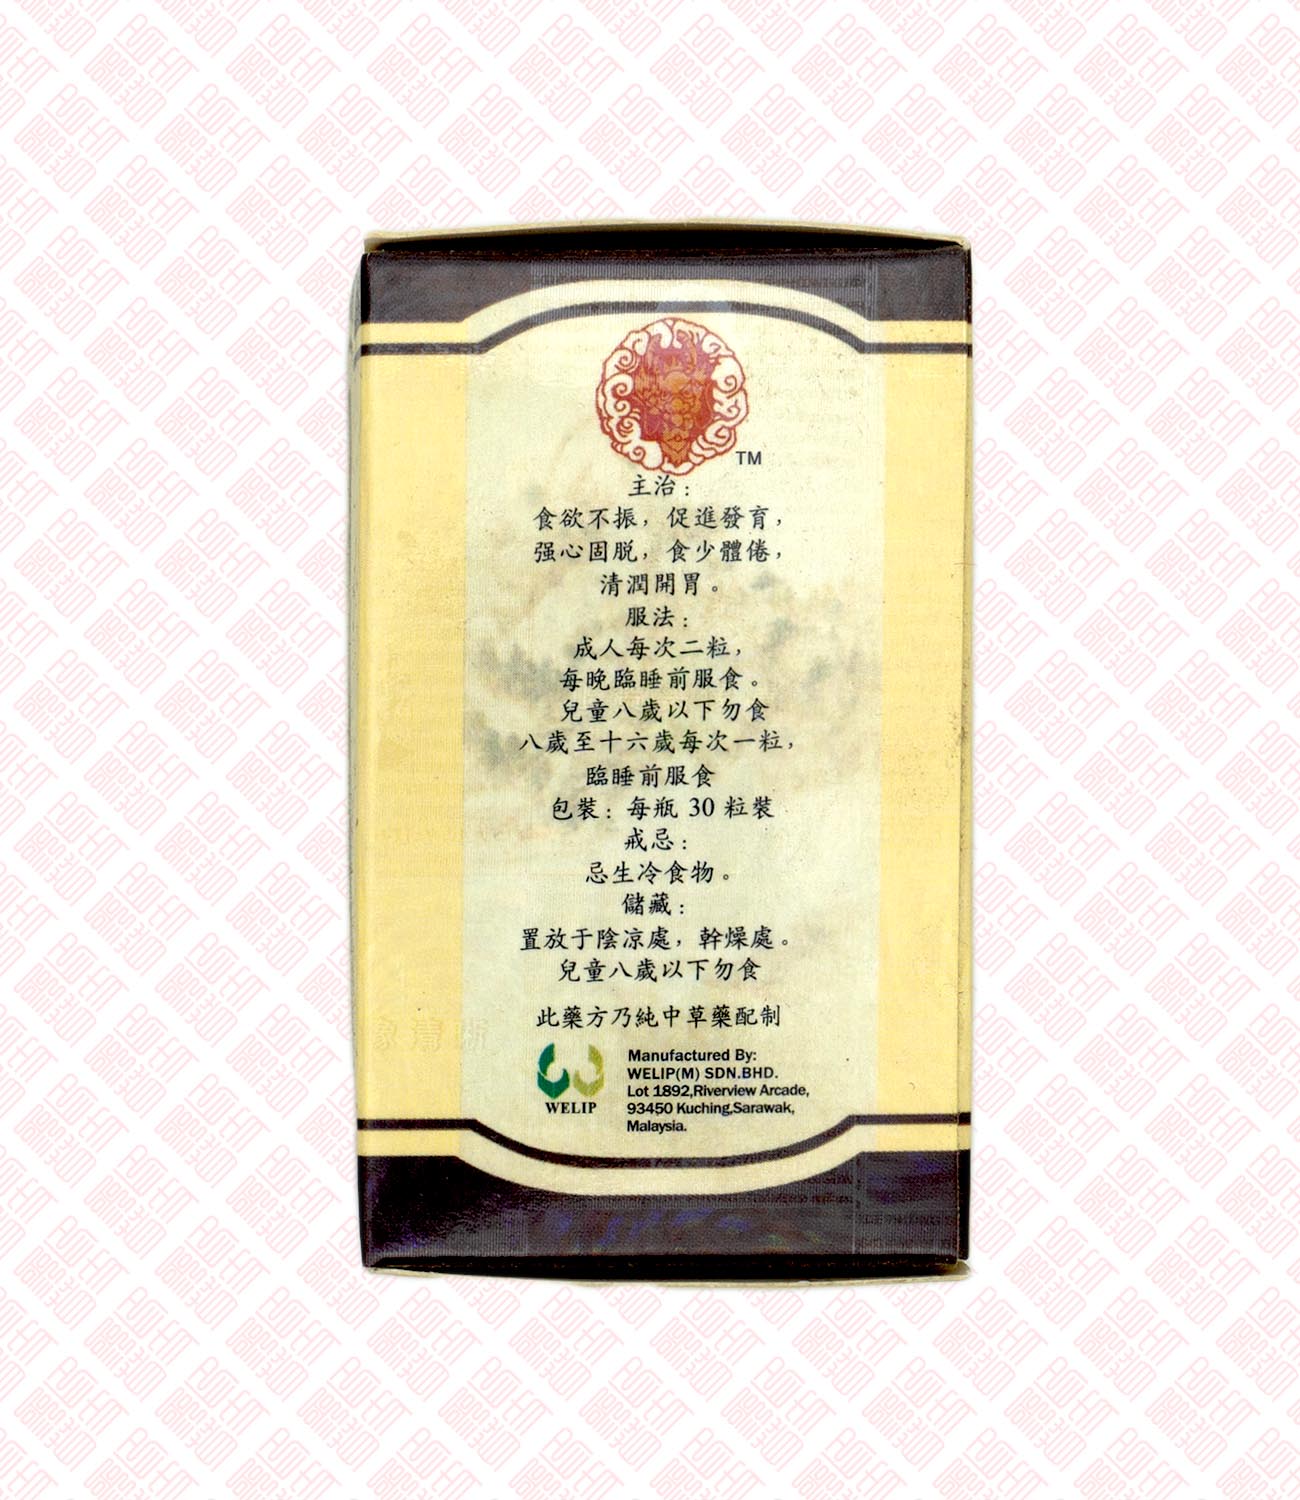 TM
主治：
食欲不振，促進發育，
强心固脱，食少體倦，
清潤開胃。
服法：
成人每次二粒，
每晚臨睡前服食。
兒童八歲以下勿食
八歲至十六歲每次一粒，
臨睡前服食
包裝：每瓶 30 粒裝
戒忌：
忌生冷食物。
儲藏：
置放于陰凉處，幹燥處。
兒童八歲以下勿食
此藥方乃純中草藥配制
WELIP
Manufactured By:
WELIP(M) SDN.BHD.
Lot 1892,Riverview Arcade,
93450 Kuching,Sarawak,
Malaysia.